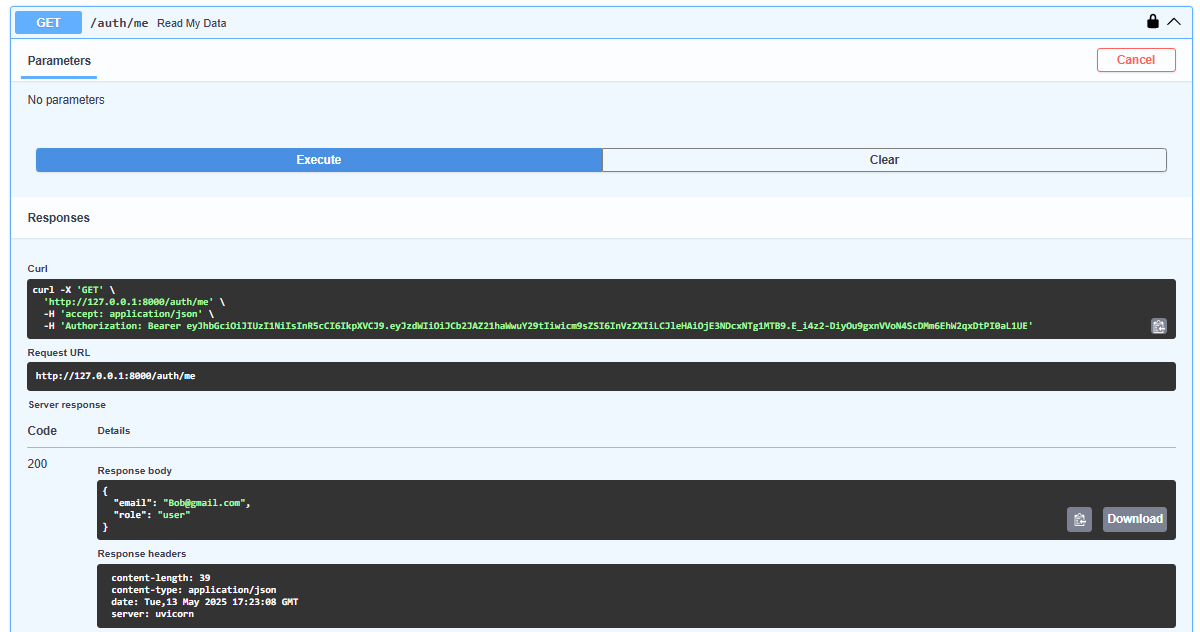 GET /auth/me Read My Data
Parameters
Cancel
No parameters
Execute
Clear
Responses
Curl
curl -X 'GET' \
'http://127.0.0.1:8000/auth/me' \
-H 'accept: application/json' \
-H 'Authorization: Bearer eyJhbGciOiJIUzI1NiIsInR5cCI6IkpXVCJ9.eyJzdWIiOiJCb2JAZ21haWwuY29tIiwicm9sZSI6InVzZXIiLCJleHAiOjE3NDcxNTg1MTB9.E_i4z2-DiyOu9gxnVVoN45cDMm6EhW2qxDtPI0aL1UE'
Request URL
http://127.0.0.1:8000/auth/me
Server response
Code Details
200
Response body
{
"email": "Bob@gmail.com",
"role": "user"
}
Download
Response headers
content-length: 39
content-type: application/json
date: Tue,13 May 2025 17:23:08 GMT
server: uvicorn